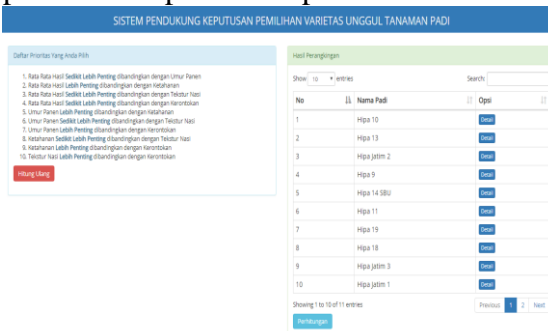 SISTEM PENDUKUNG KEPUTUSAN PEMILIHAN VARIETAS UNGGUL TANAMAN PADI
Daftar Prioritas Yang Anda Pilih
1. Rata Rata Hasil Sedikit Lebih Penting dibandingkan dengan Umur Panen
2. Rata Rata Hasil Lebih Penting dibandingkan dengan Ketahanan
3. Rata Rata Hasil Sedikit Lebih Penting dibandingkan dengan Tekstur Nasi
4. Rata Rata Hasil Sedikit Lebih Penting dibandingkan dengan Kerontokan
5. Umur Panen Lebih Penting dibandingkan dengan Ketahanan
6. Umur Panen Sedikit Lebih Penting dibandingkan dengan Tekstur Nasi
7. Umur Panen Lebih Penting dibandingkan dengan Kerontokan
8. Ketahanan Sedikit Lebih Penting dibandingkan dengan Tekstur Nasi
9. Ketahanan Lebih Penting dibandingkan dengan Kerontokan
10. Tekstur Nasi Lebih Penting dibandingkan dengan Kerontokan
Hitung Ulang
Hasil Perangkingan
Show 10 entries Search:
No Nama Padi Opsi
1 Hipa 10 Detail
2 Hipa 13 Detail
3 Hipa Jatim 2 Detail
4 Hipa 9 Detail
5 Hipa 14 SBU Detail
6 Hipa 11 Detail
7 Hipa 19 Detail
8 Hipa 18 Detail
9 Hipa Jatim 3 Detail
10 Hipa Jatim 1 Detail
Showing 1 to 10 of 11 entries Previous 1 2 Next
Perhitungan